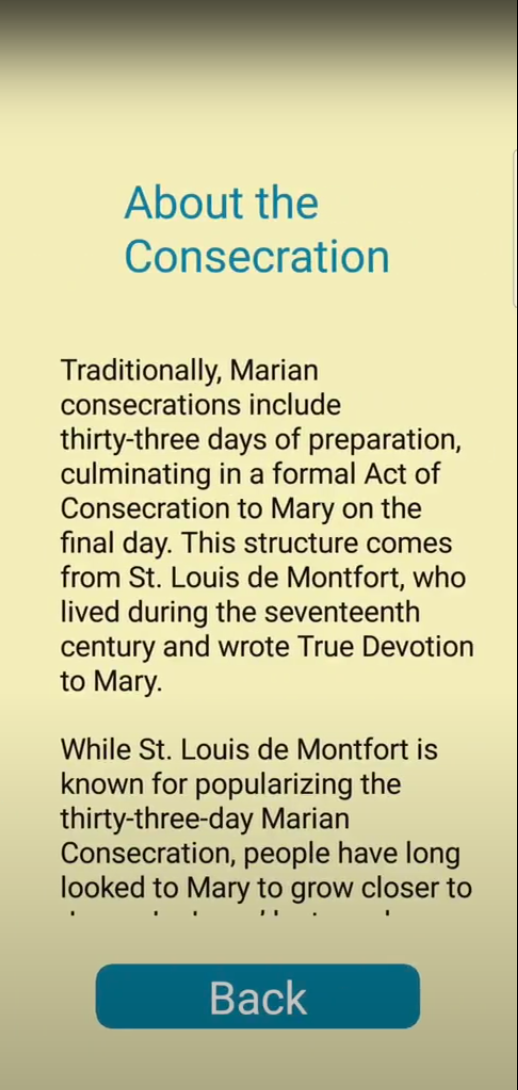 About the
Consecration
Traditionally, Marian
consecrations include
thirty-three days of preparation,
culminating in a formal Act of
Consecration to Mary on the
final day. This structure comes
from St. Louis de Montfort, who
lived during the seventeenth
century and wrote True Devotion
to Mary.
While St. Louis de Montfort is
known for popularizing the
thirty-three-day Marian
Consecration, people have long
looked to Mary to grow closer to
Back